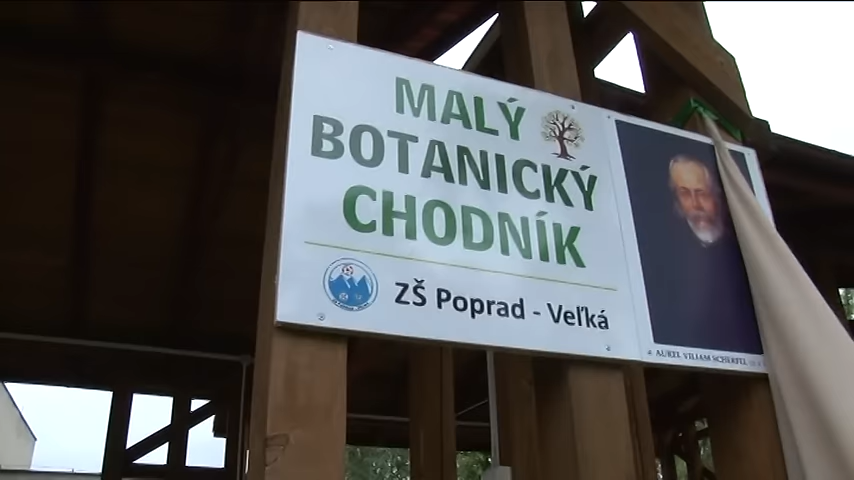 MALÝ
BOTANICKÝ
CHODNÍK
ZŠ Poprad - Veľká
AUREL VILIAM SCHERFEL